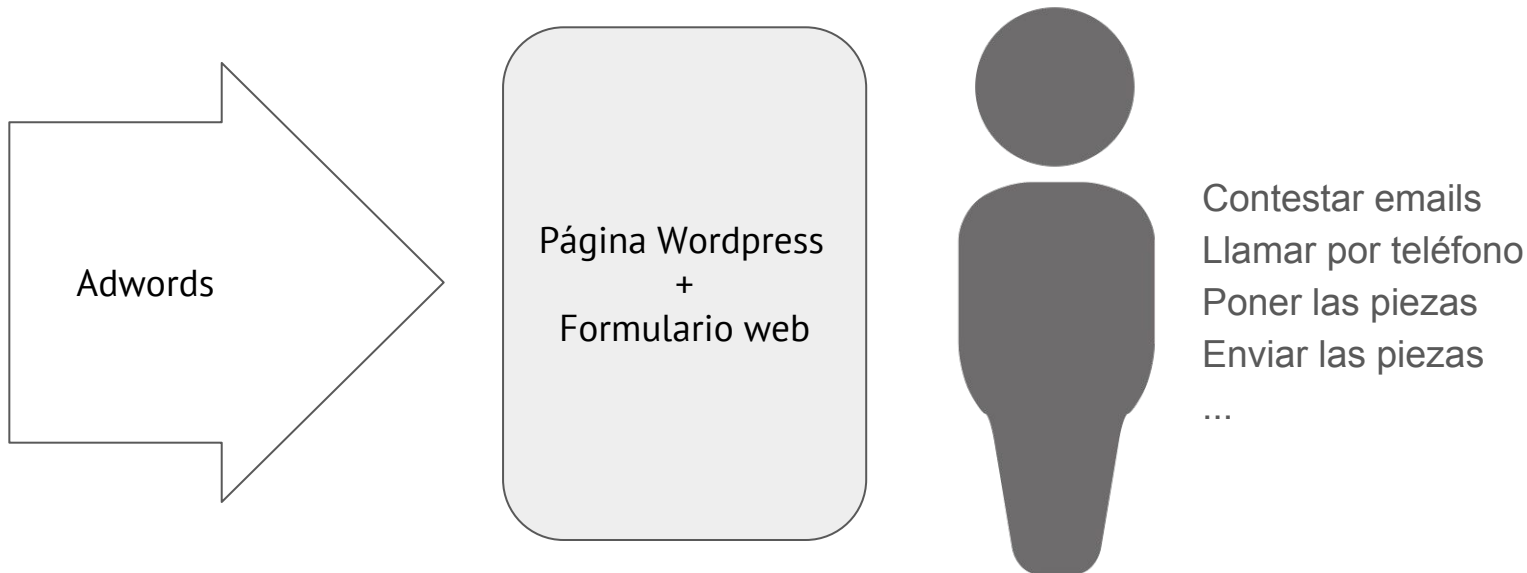 Adwords
Página Wordpress
+
Formulario web
Contestar emails
Llamar por teléfono
Poner las piezas
Enviar las piezas
...